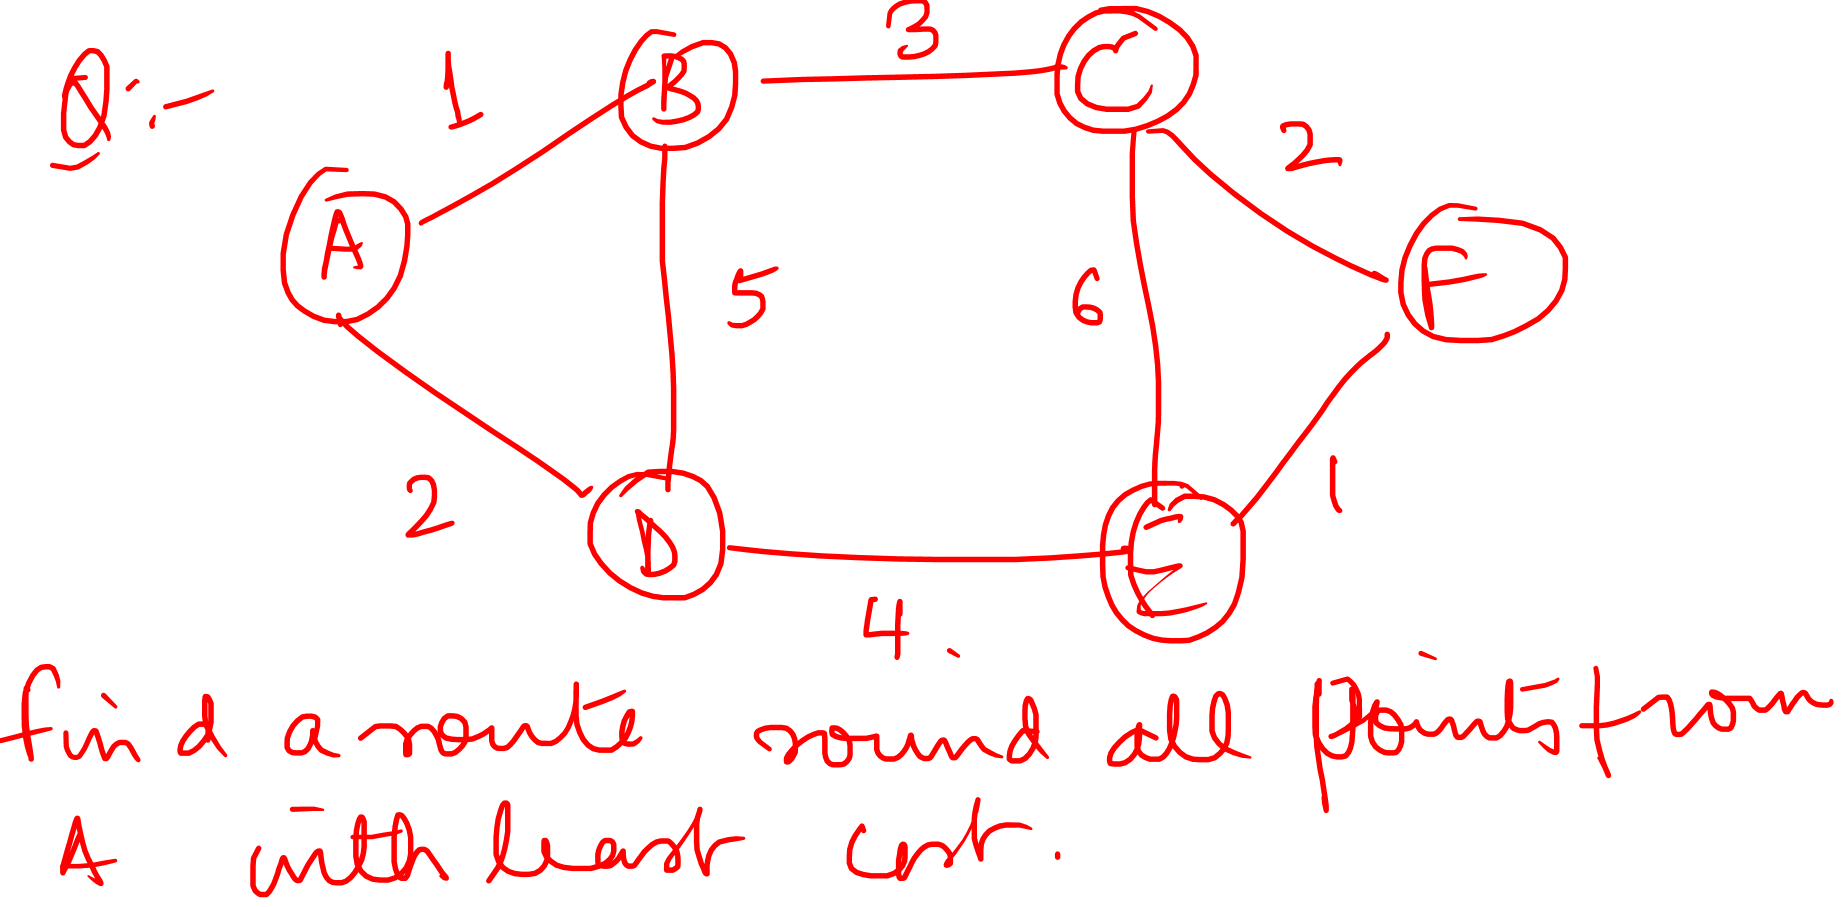 Q:-
1
3
B
C
2
A
5
6
F
2
D
E
1
4.
find a route round all points from
A with least cost.